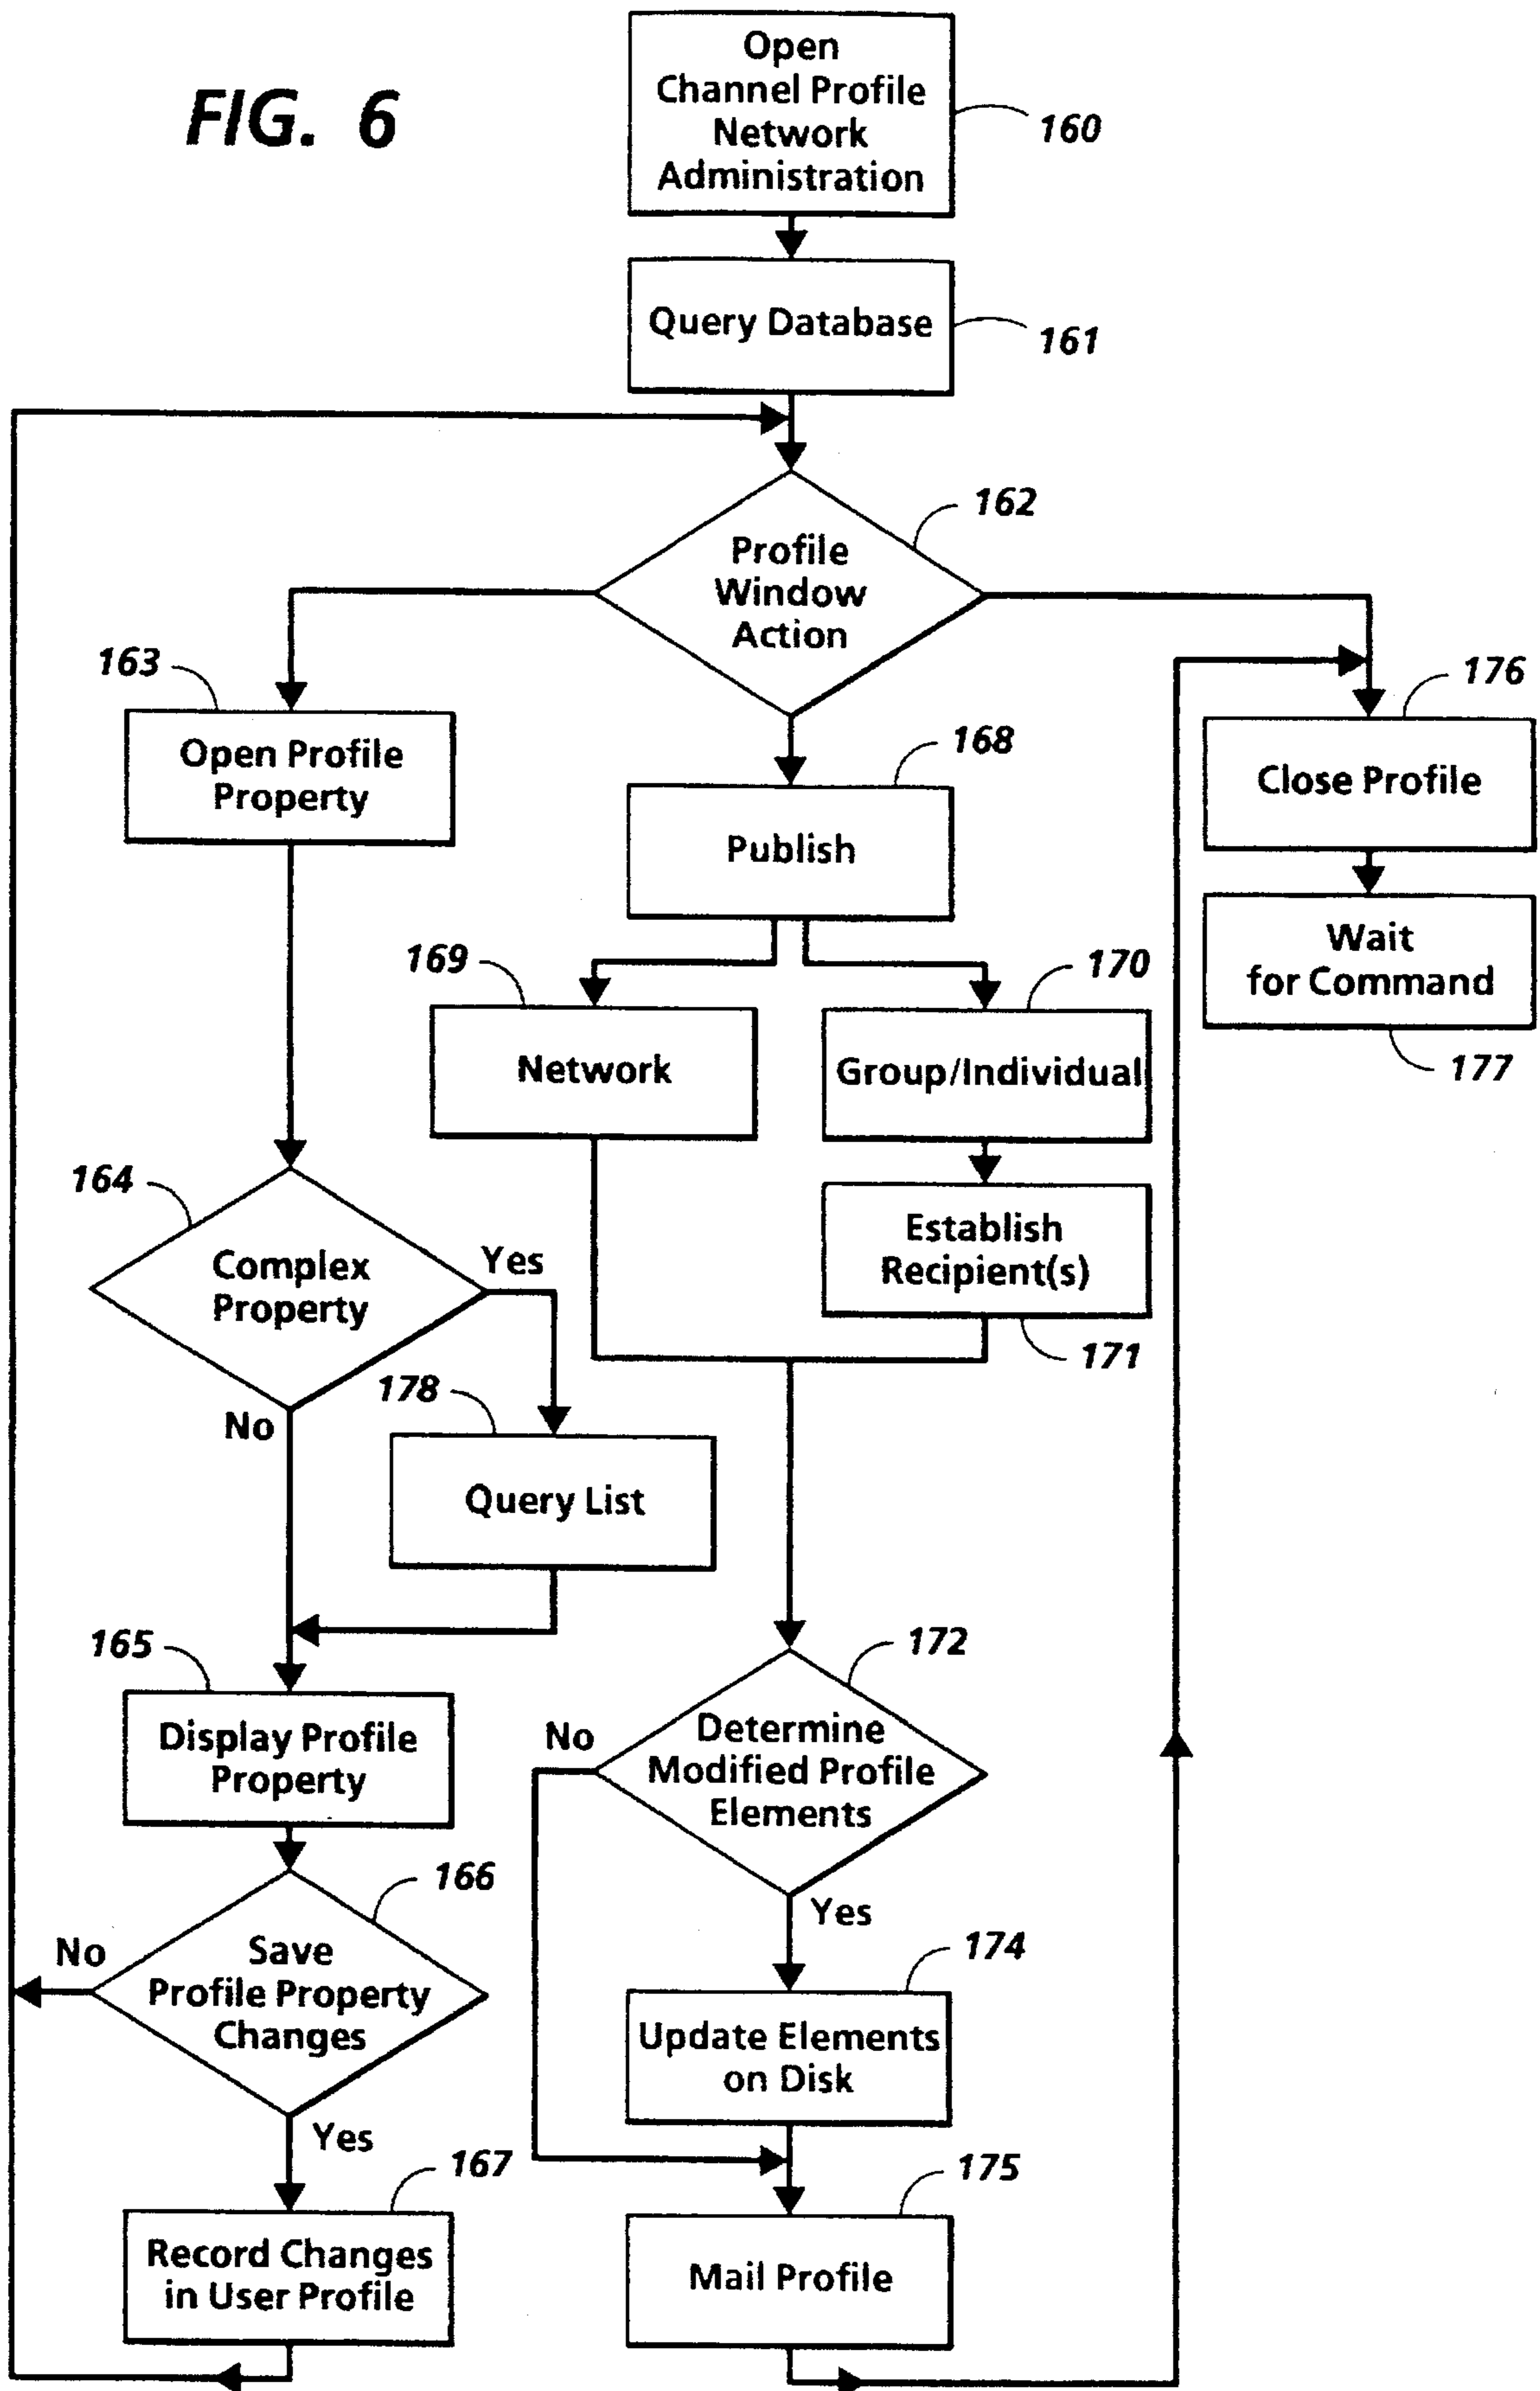 FIG. 6
Open
Channel Profile
Network
Administration
160
Query Database
161
162
Profile
Window
Action
163
Open Profile
Property
168
Publish
176
Close Profile
Wait
for Command
177
169
Network
170
Group/Individual
Establish
Recipient(s)
171
164
Complex
Property
Yes
No
178
Query List
165
Display Profile
Property
172
No
Determine
Modified Profile
Elements
Yes
166
No
Save
Profile Property
Changes
Yes
174
Update Elements
on Disk
167
Record Changes
in User Profile
175
Mail Profile